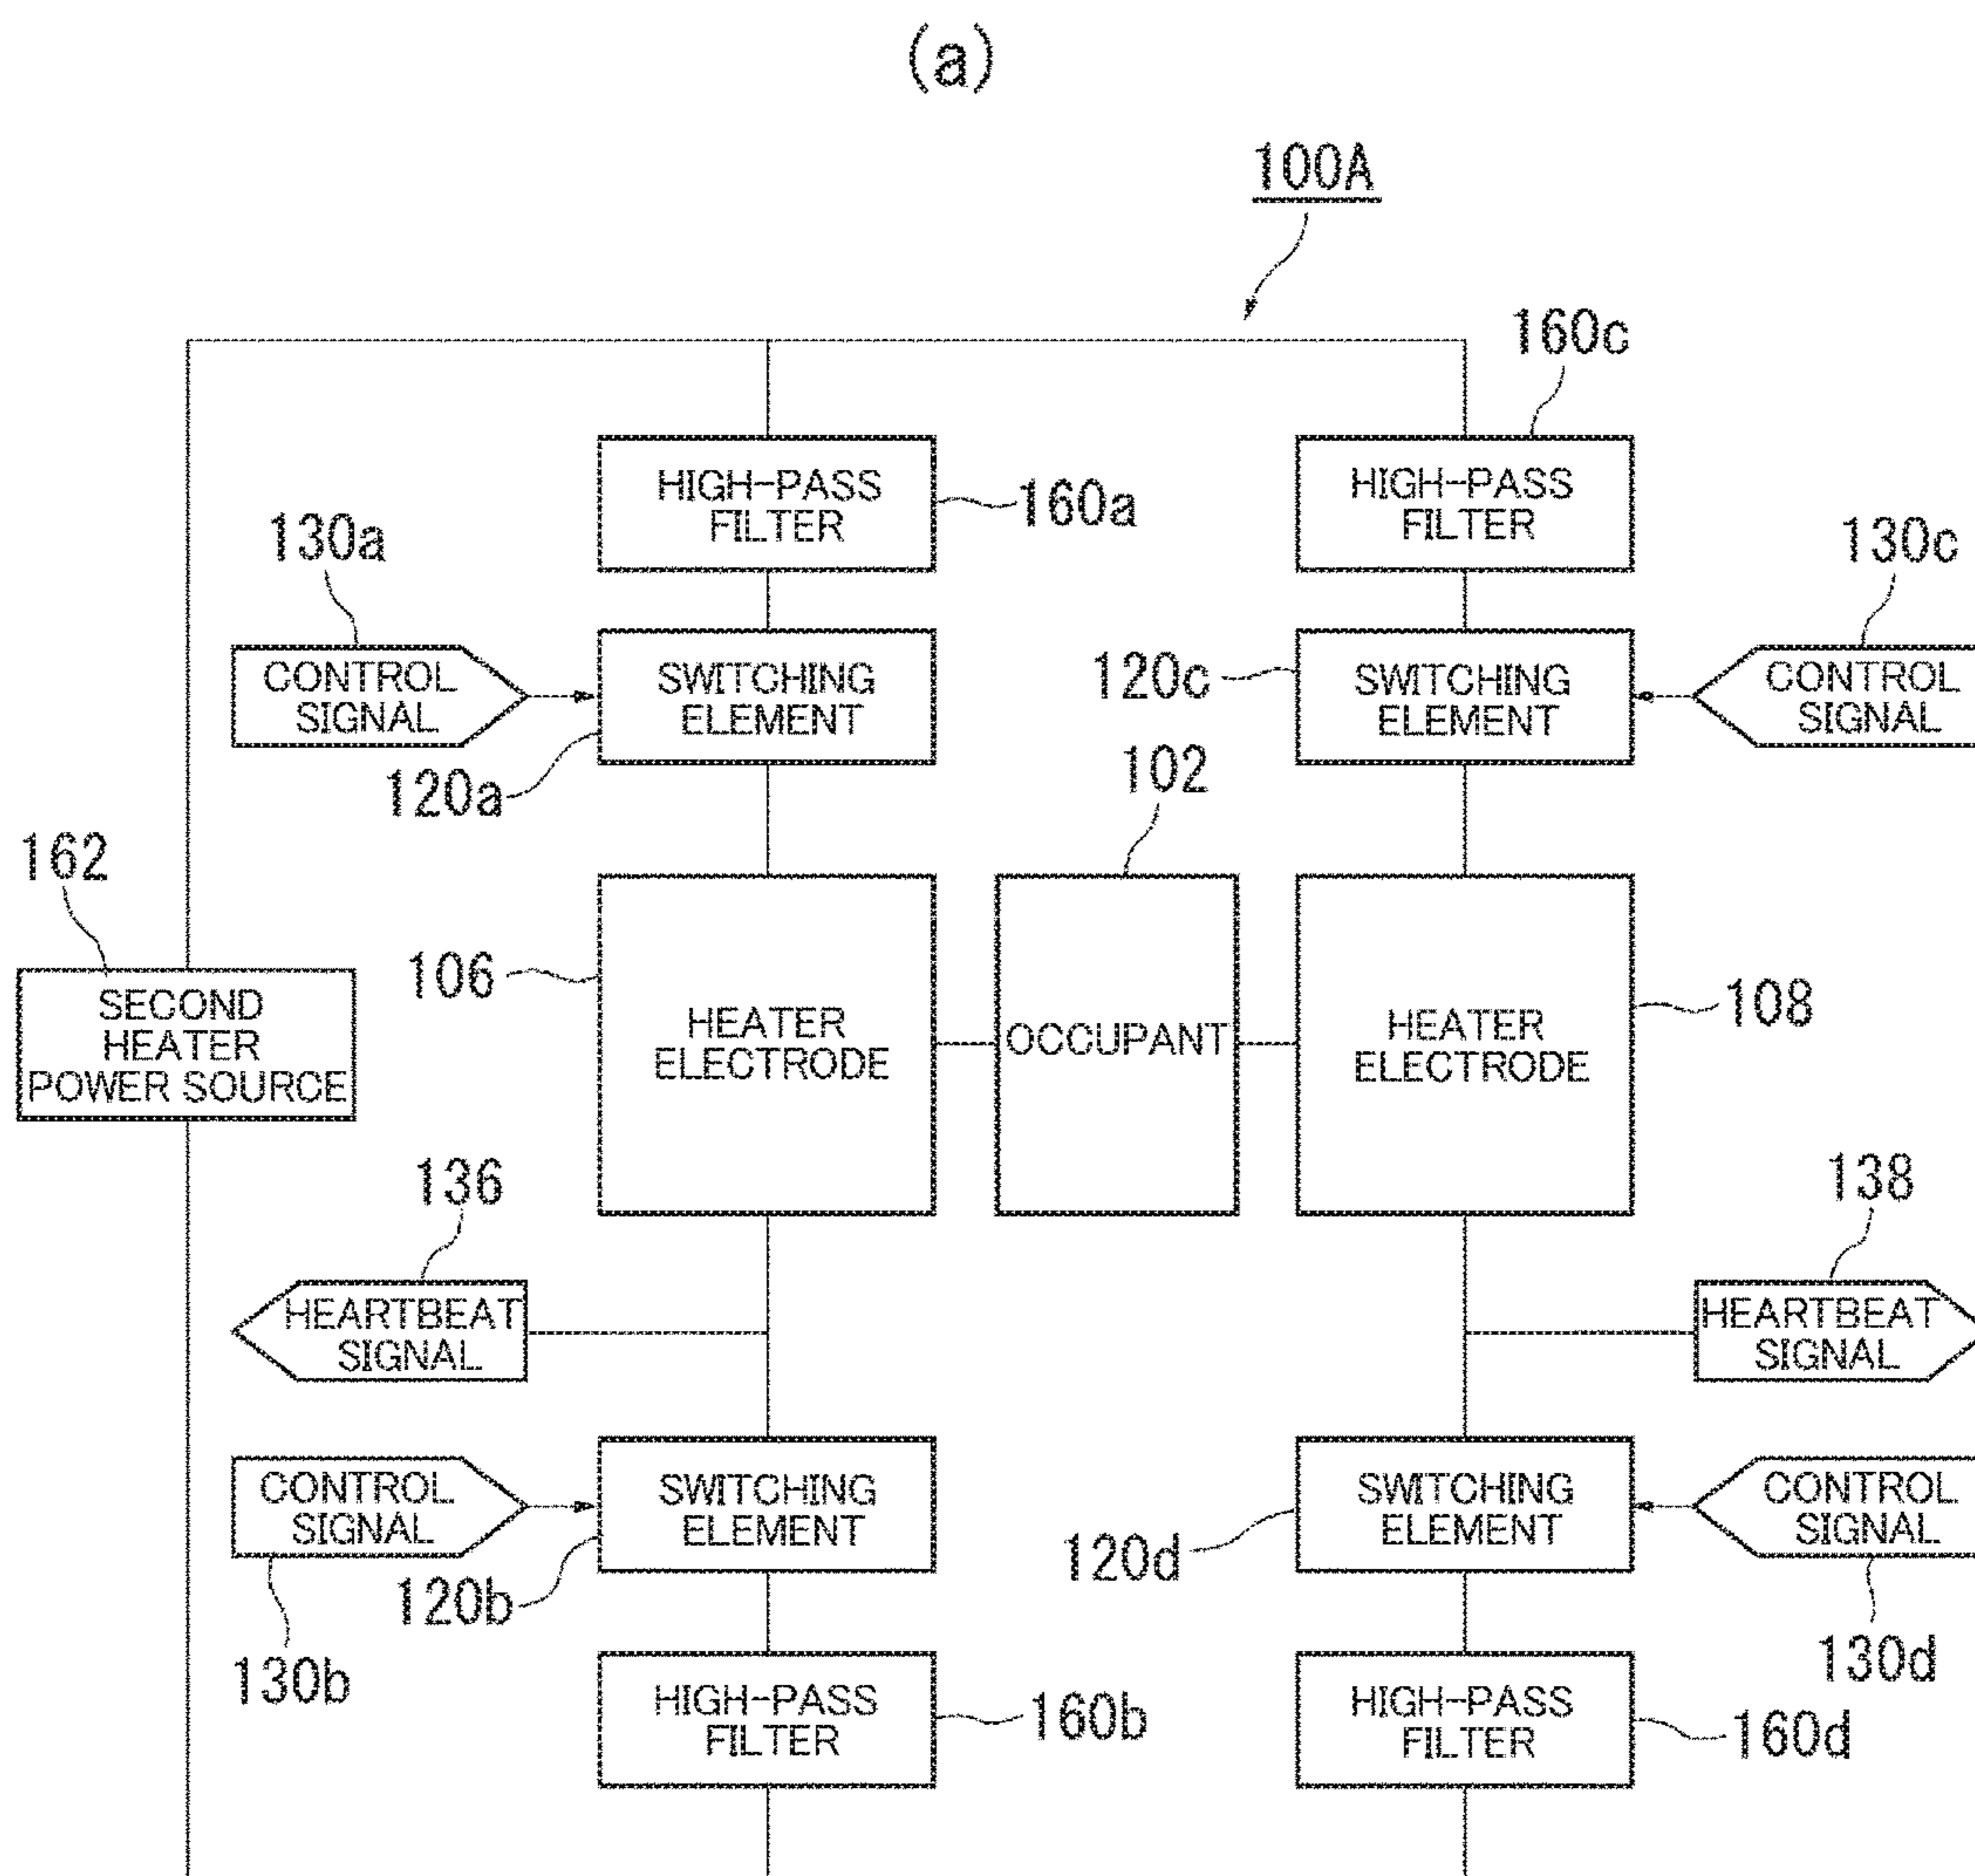 (a)
100A
160c
HIGH-PASS
FILTER
160a
HIGH-PASS
FILTER
130a
130c
CONTROL
SIGNAL
SWITCHING
ELEMENT
120c
SWITCHING
ELEMENT
CONTROL
SIGNAL
120a
102
162
106
HEATER
ELECTRODE
OCCUPANT
HEATER
ELECTRODE
108
SECOND
HEATER
POWER SOURCE
136
138
HEARTBEAT
SIGNAL
HEARTBEAT
SIGNAL
CONTROL
SIGNAL
SWITCHING
ELEMENT
SWITCHING
ELEMENT
CONTROL
SIGNAL
120b
120d
130b
130d
HIGH-PASS
FILTER
160b
HIGH-PASS
FILTER
160d